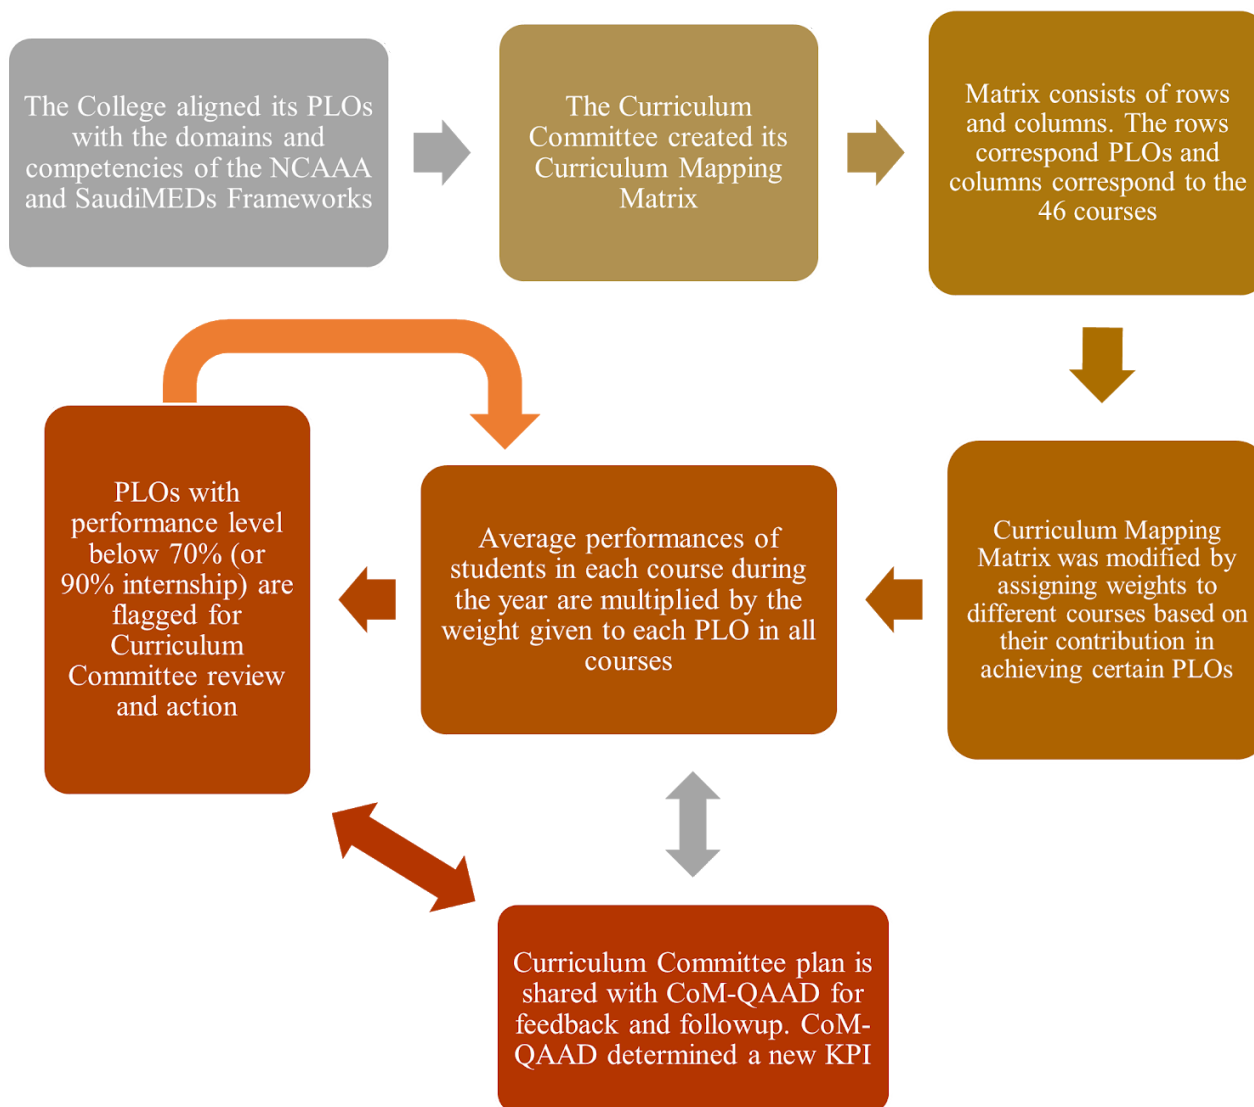 The College aligned its PLOs
with the domains and
competencies of the NCAAA
and SaudiMEDs Frameworks
The Curriculum
Committee created its
Curriculum Mapping
Matrix
Matrix consists of rows
and columns. The rows
correspond PLOs and
columns correspond to the
46 courses
Curriculum Mapping
Matrix was modified by
assigning weights to
different courses based on
their contribution in
achieving certain PLOs
Average performances of
students in each course during
the year are multiplied by the
weight given to each PLO in all
courses
PLOs with
performance level
below 70% (or
90% internship) are
flagged for
Curriculum
Committee review
and action
Curriculum Committee plan is
shared with CoM-QAAD for
feedback and followup. CoM-
QAAD determined a new KPI